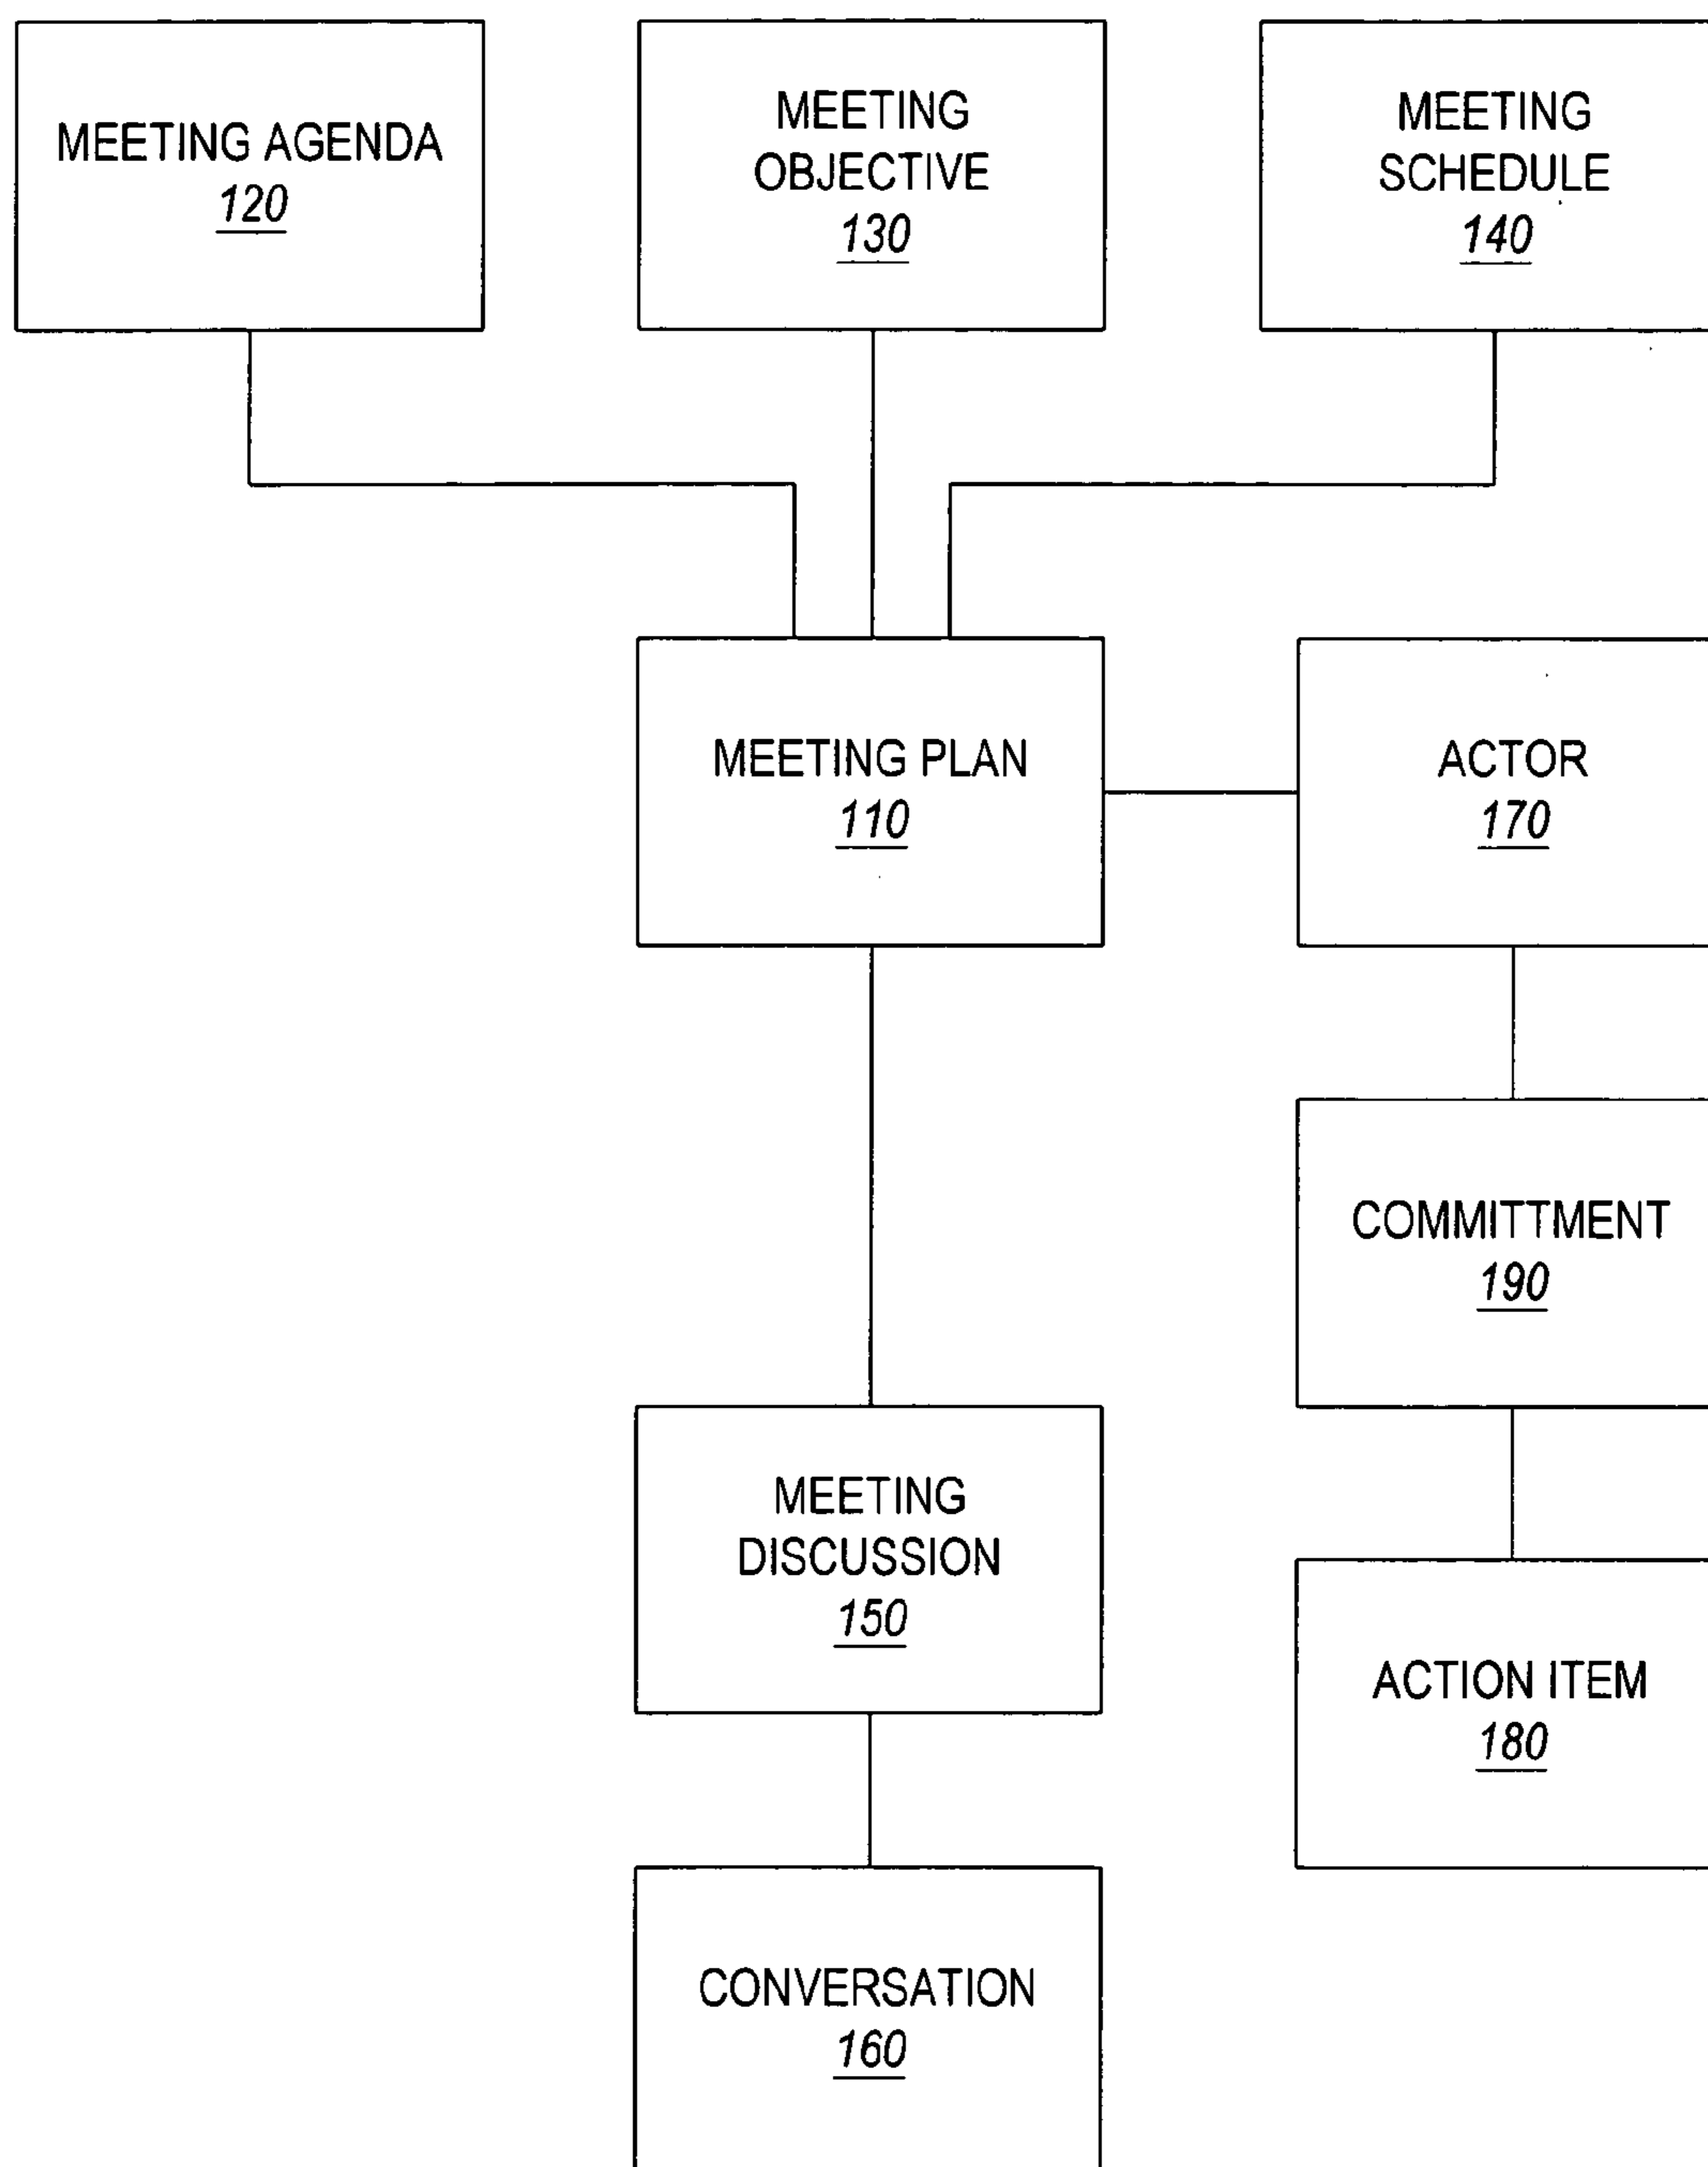 MEETING AGENDA
120
MEETING
OBJECTIVE
130
MEETING
SCHEDULE
140
MEETING PLAN
110
ACTOR
170
COMMITTMENT
190
MEETING
DISCUSSION
150
ACTION ITEM
180
CONVERSATION
160